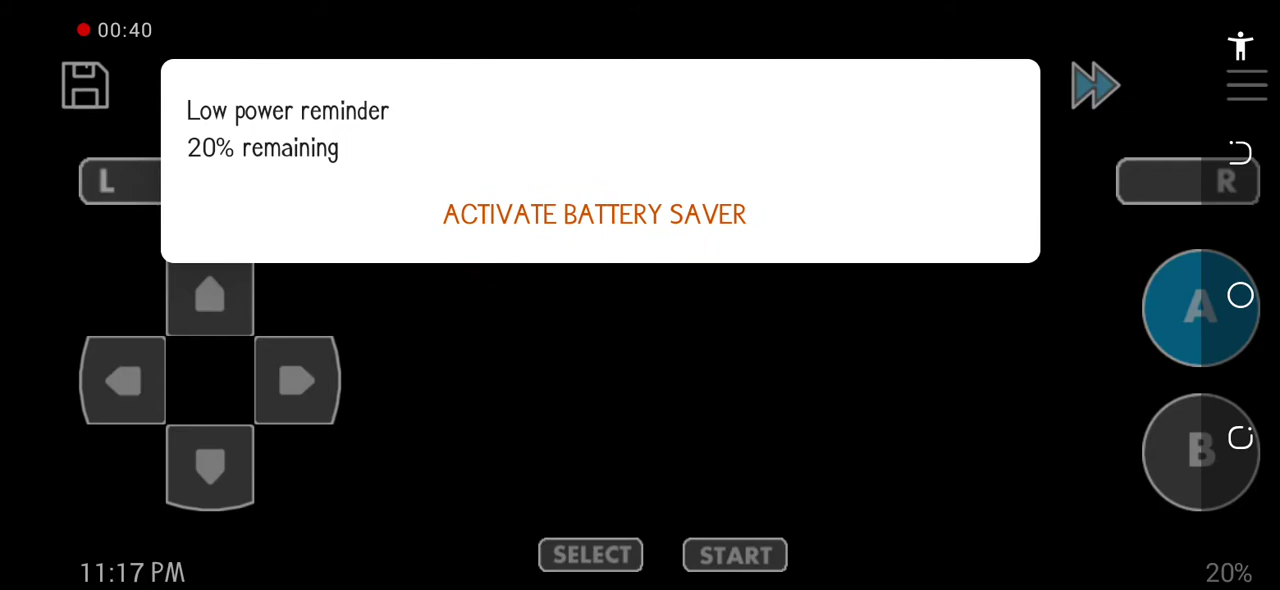 00:40
Low power reminder
20% remaining
ACTIVATE BATTERY SAVER
L
R
A
B
SELECT
START
11:17 PM
20%